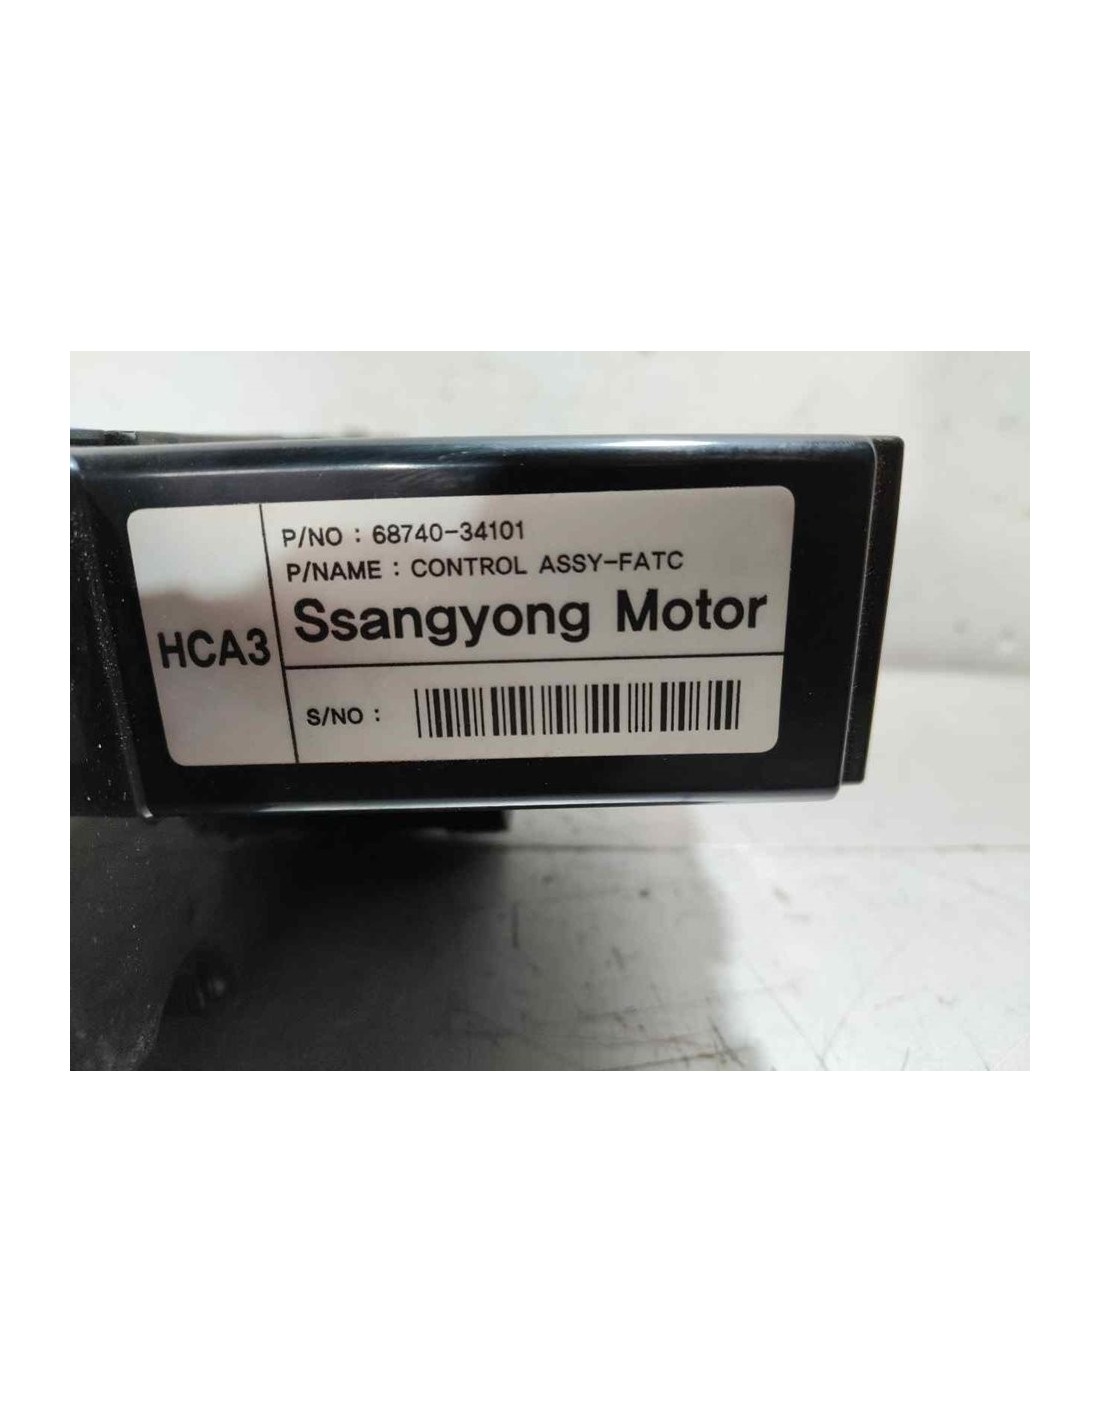 HCA3
P/NO : 68740-34101
P/NAME : CONTROL ASSY-FATC
Ssangyong Motor
S/NO :